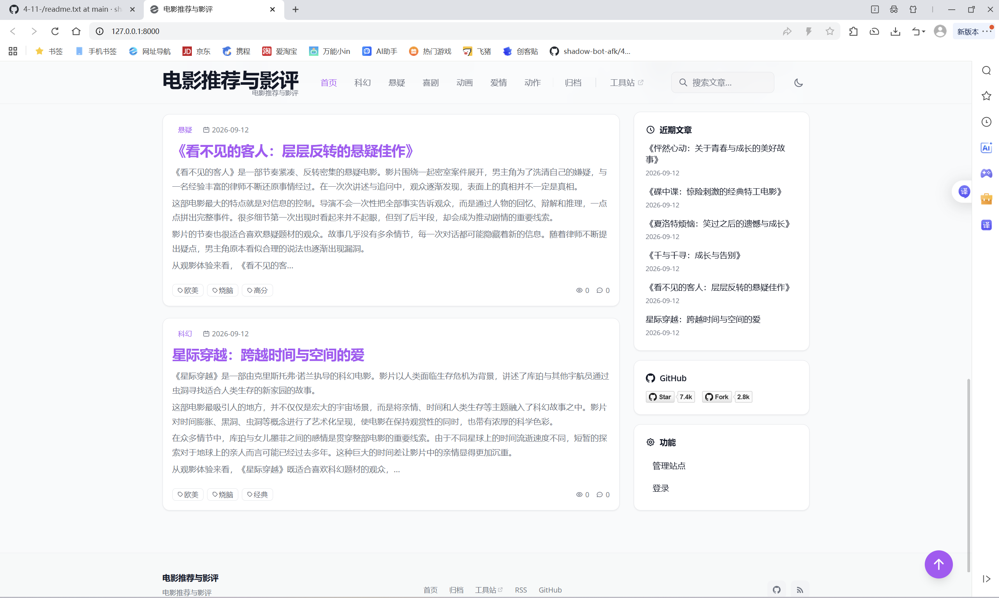 4-11-/readme.txt at main · sh
电影推荐与影评
2
127.0.0.1:8000
新版本
书签
手机书签
网址导航
JD 京东
携程
淘 爱淘宝
万能小in
AI助手
热门游戏
飞猪
创客贴
shadow-bot-afk/4...
电影推荐与影评
电影推荐与影评
首页
科幻
悬疑
喜剧
动画
爱情
动作
归档
工具站
搜索文章...
悬疑 2026-09-12
《看不见的客人：层层反转的悬疑佳作》
《看不见的客人》是一部节奏紧凑、反转密集的悬疑电影。影片围绕一起密室案件展开，男主角为了洗清自己的嫌疑，与
一名经验丰富的律师不断还原事情经过。在一次次讲述与追问中，观众逐渐发现，表面上的真相并不一定是真相。
这部电影最大的特点就是对信息的控制。导演不会一次性把全部事实告诉观众，而是通过人物的回忆、辩解和推理，一点
点拼出完整事件。很多细节第一次出现时看起来并不起眼，但到了后半段，却会成为推动剧情的重要线索。
影片的节奏也很适合喜欢悬疑题材的观众。故事几乎没有多余情节，每一次对话都可能隐藏着新的信息。随着律师不断提
出疑点，男主角原本看似合理的说法也逐渐出现漏洞。
从观影体验来看，《看不见的客...
欧美 烧脑 高分 0 0
科幻 2026-09-12
星际穿越：跨越时间与空间的爱
《星际穿越》是一部由克里斯托弗·诺兰执导的科幻电影。影片以人类面临生存危机为背景，讲述了库珀与其他宇航员通过
虫洞寻找适合人类生存的新家园的故事。
这部电影最吸引人的地方，并不仅仅是宏大的宇宙场景，而是将亲情、时间和人类生存等主题融入了科幻故事之中。影片
对时间膨胀、黑洞、虫洞等概念进行了艺术化呈现，使电影在保持观赏性的同时，也带有浓厚的科学色彩。
在众多情节中，库珀与女儿墨菲之间的感情是贯穿整部电影的重要线索。由于不同星球上的时间流逝速度不同，短暂的探
索对于地球上的亲人而言可能已经过去多年。这种巨大的时间差让影片中的亲情显得更加沉重。
从观影体验来看，《星际穿越》既适合喜欢科幻题材的观众，...
欧美 烧脑 经典 0 0
近期文章
《怦然心动：关于青春与成长的美好故
事》
2026-09-12
《碟中谍：惊险刺激的经典特工电影》
2026-09-12
《夏洛特烦恼：笑过之后的遗憾与成长》
2026-09-12
《千与千寻：成长与告别》
2026-09-12
《看不见的客人：层层反转的悬疑佳作》
2026-09-12
星际穿越：跨越时间与空间的爱
2026-09-12
GitHub
Star 7.4k Fork 2.8k
功能
管理站点
登录
AI
译
译
电影推荐与影评
电影推荐与影评
首页
归档
工具站
RSS
GitHub